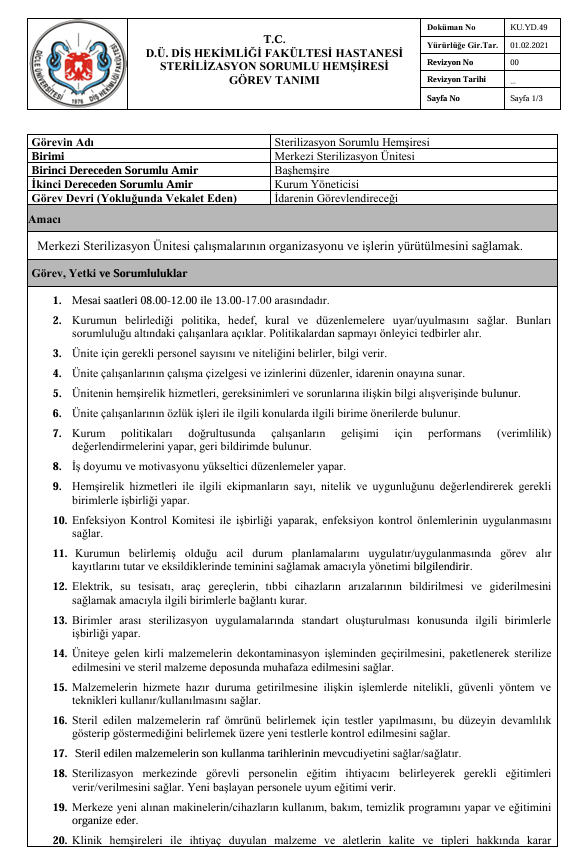 DİCLE ÜNİVERSİTESİ DİŞ HEKİMLİĞİ FAKÜLTESİ
1976
T.C.
D.Ü. DİŞ HEKİMLİĞİ FAKÜLTESİ HASTANESİ
STERİLİZASYON SORUMLU HEMŞİRESİ
GÖREV TANIMI
Doküman No KU.YD.49
Yürürlüğe Gir.Tar. 01.02.2021
Revizyon No 00
Revizyon Tarihi ..
Sayfa No Sayfa 1/3
Görevin Adı Sterilizasyon Sorumlu Hemşiresi
Birimi Merkezi Sterilizasyon Ünitesi
Birinci Dereceden Sorumlu Amir Başhemşire
İkinci Dereceden Sorumlu Amir Kurum Yöneticisi
Görev Devri (Yokluğunda Vekalet Eden) İdarenin Görevlendireceği
Amacı
Merkezi Sterilizasyon Ünitesi çalışmalarının organizasyonu ve işlerin yürütülmesini sağlamak.
Görev, Yetki ve Sorumluluklar
1. Mesai saatleri 08.00-12.00 ile 13.00-17.00 arasındadır.
2. Kurumun belirlediği politika, hedef, kural ve düzenlemelere uyar/uyulmasını sağlar. Bunları
sorumluluğu altındaki çalışanlara açıklar. Politikalardan sapmayı önleyici tedbirler alır.
3. Ünite için gerekli personel sayısını ve niteliğini belirler, bilgi verir.
4. Ünite çalışanlarının çalışma çizelgesi ve izinlerini düzenler, idarenin onayına sunar.
5. Ünitenin hemşirelik hizmetleri, gereksinimleri ve sorunlarına ilişkin bilgi alışverişinde bulunur.
6. Ünite çalışanlarının özlük işleri ile ilgili konularda ilgili birime önerilerde bulunur.
7. Kurum politikaları doğrultusunda çalışanların gelişimi için performans (verimlilik)
değerlendirmelerini yapar, geri bildirimde bulunur.
8. İş doyumu ve motivasyonu yükseltici düzenlemeler yapar.
9. Hemşirelik hizmetleri ile ilgili ekipmanların sayı, nitelik ve uygunluğunu değerlendirerek gerekli
birimlerle işbirliği yapar.
10. Enfeksiyon Kontrol Komitesi ile işbirliği yaparak, enfeksiyon kontrol önlemlerinin uygulanmasını
sağlar.
11. Kurumun belirlemiş olduğu acil durum planlamalarını uygulatır/uygulanmasında görev alır
kayıtlarını tutar ve eksildiklerinde teminini sağlamak amacıyla yönetimi bilgilendirir.
12. Elektrik, su tesisatı, araç gereçlerin, tıbbi cihazların arızalarının bildirilmesi ve giderilmesini
sağlamak amacıyla ilgili birimlerle bağlantı kurar.
13. Birimler arası sterilizasyon uygulamalarında standart oluşturulması konusunda ilgili birimlerle
işbirliği yapar.
14. Üniteye gelen kirli malzemelerin dekontaminasyon işleminden geçirilmesini, paketlenerek sterilize
edilmesini ve steril malzeme deposunda muhafaza edilmesini sağlar.
15. Malzemelerin hizmete hazır duruma getirilmesine ilişkin işlemlerde nitelikli, güvenli yöntem ve
teknikleri kullanır/kullanılmasını sağlar.
16. Steril edilen malzemelerin raf ömrünü belirlemek için testler yapılmasını, bu düzeyin devamlılık
gösterip göstermediğini belirlemek üzere yeni testlerle kontrol edilmesini sağlar.
17. Steril edilen malzemelerin son kullanma tarihlerinin mevcudiyetini sağlar/sağlatır.
18. Sterilizasyon merkezinde görevli personelin eğitim ihtiyacını belirleyerek gerekli eğitimleri
verir/verilmesini sağlar. Yeni başlayan personele uyum eğitimi verir.
19. Merkeze yeni alınan makinelerin/cihazların kullanım, bakım, temizlik programını yapar ve eğitimini
organize eder.
20. Klinik hemşireleri ile ihtiyaç duyulan malzeme ve aletlerin kalite ve tipleri hakkında karar